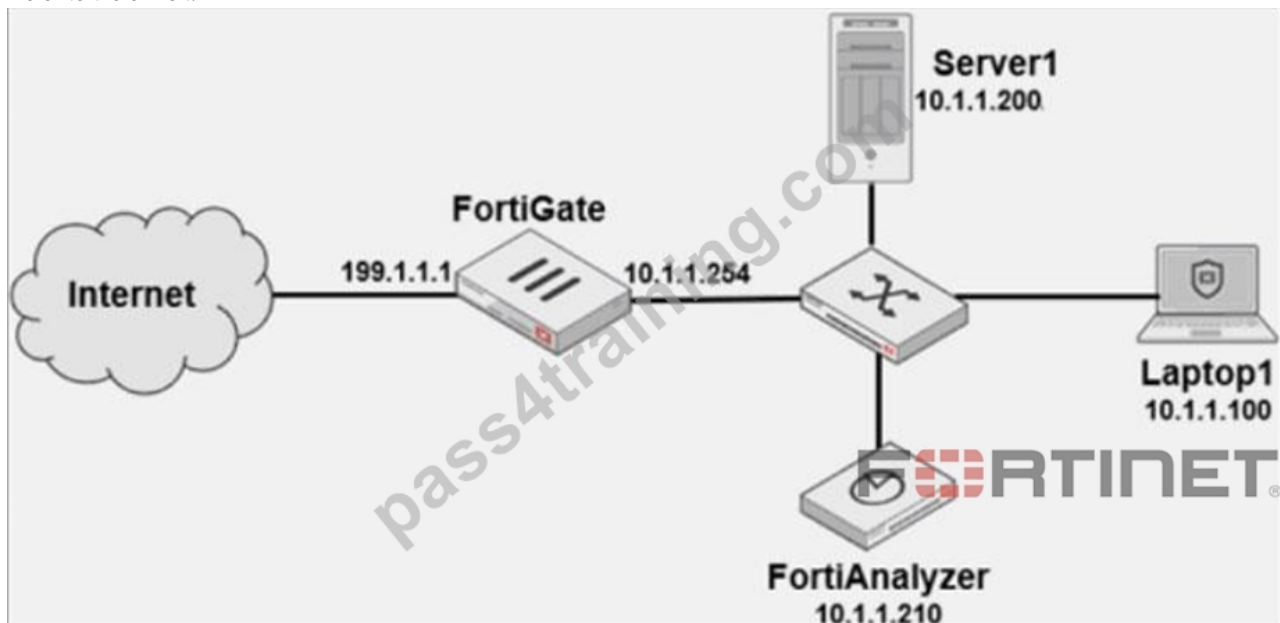 Server1
10.1.1.200
FortiGate
199.1.1.1
10.1.1.254
Internet
Laptop1
10.1.1.100
FORTINET®
FortiAnalyzer
10.1.1.210
pass4training.com